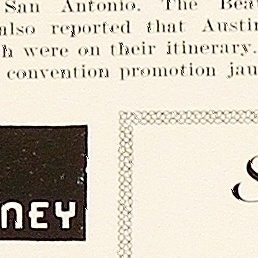 San Antonio. The Bea
also reported that Austin
h were on their itinerary.
convention promotion jau
NEY
S